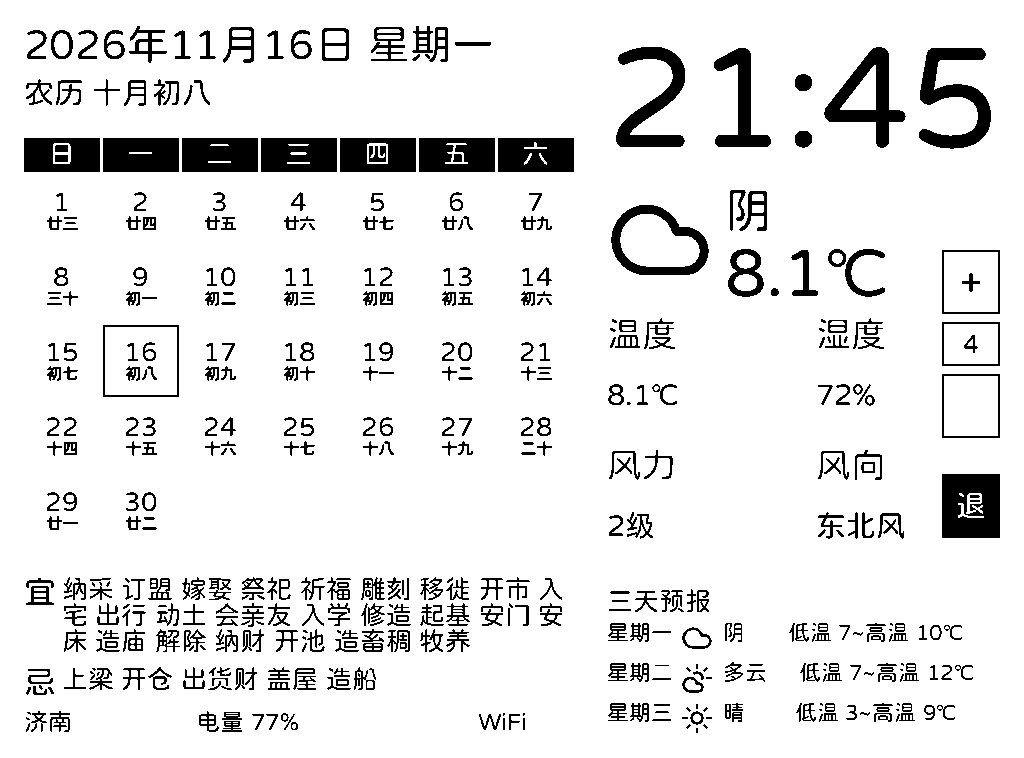 2026年11月16日 星期一
农历 十月初八
21:45
日 一 二 三 四 五 六
1 2 3 4 5 6 7
廿三 廿四 廿五 廿六 廿七 廿八 廿九
8 9 10 11 12 13 14
三十 初一 初二 初三 初四 初五 初六
15 16 17 18 19 20 21
初七 初八 初九 初十 十一 十二 十三
22 23 24 25 26 27 28
十四 十五 十六 十七 十八 十九 二十
29 30
廿一 廿二
阴
8.1℃
温度 湿度
8.1℃ 72%
风力 风向
2级 东北风
+
4
退
宜 纳采 订盟 嫁娶 祭祀 祈福 雕刻 移徙 开市 入
宅 出行 动土 会亲友 入学 修造 起基 安门 安
床 造庙 解除 纳财 开池 造畜稠 牧养
忌 上梁 开仓 出货财 盖屋 造船
济南 电量 77% WiFi
三天预报
星期一 阴 低温 7~高温 10℃
星期二 多云 低温 7~高温 12℃
星期三 晴 低温 3~高温 9℃